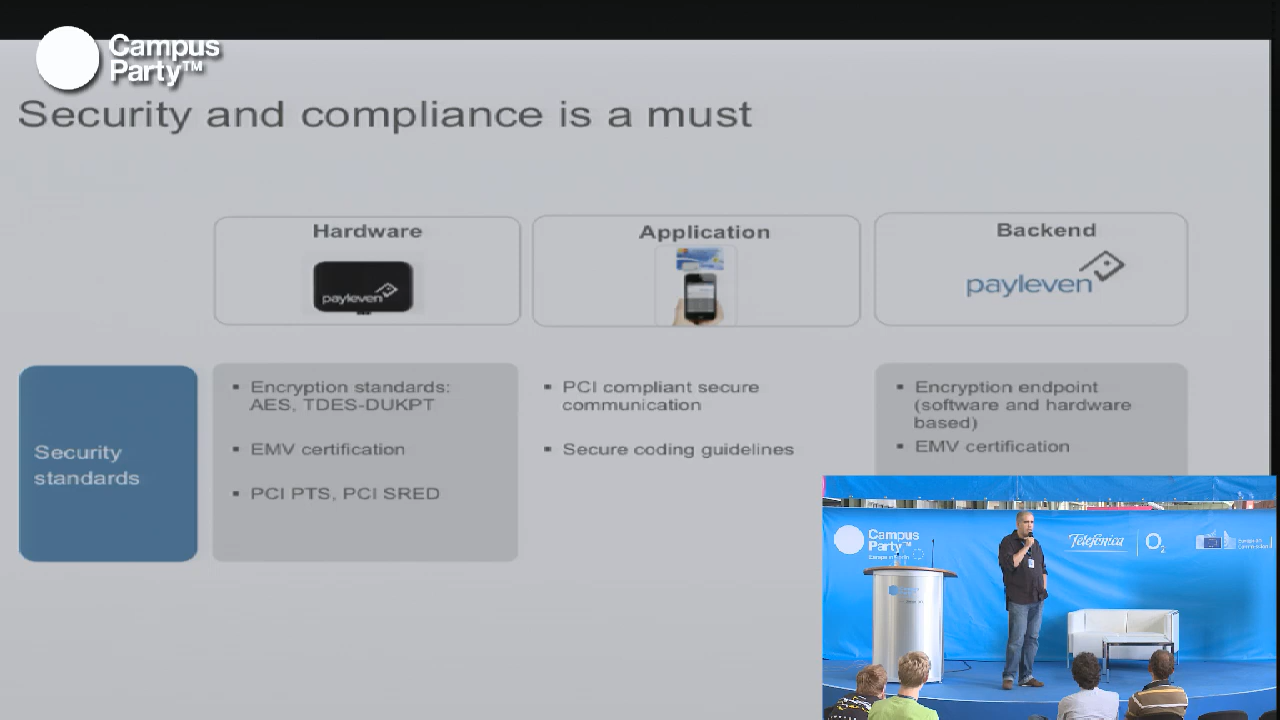 Campus
Party™
Security and compliance is a must
Hardware
payleven
Application
Backend
payleven
Security
standards
▪ Encryption standards:
AES, TDES-DUKPT
▪ EMV certification
▪ PCI PTS, PCI SRED
▪ PCI compliant secure
communication
▪ Secure coding guidelines
▪ Encryption endpoint
(software and hardware
based)
▪ EMV certification
Campus
Party™
Telefónica
O2